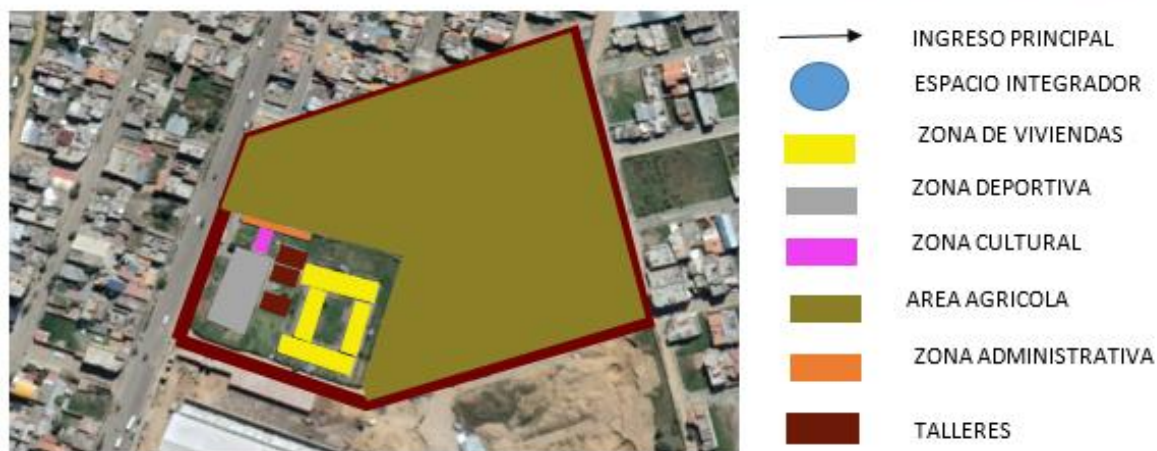 INGRESO PRINCIPAL
ESPACIO INTEGRADOR
ZONA DE VIVIENDAS
ZONA DEPORTIVA
ZONA CULTURAL
AREA AGRICOLA
ZONA ADMINISTRATIVA
TALLERES